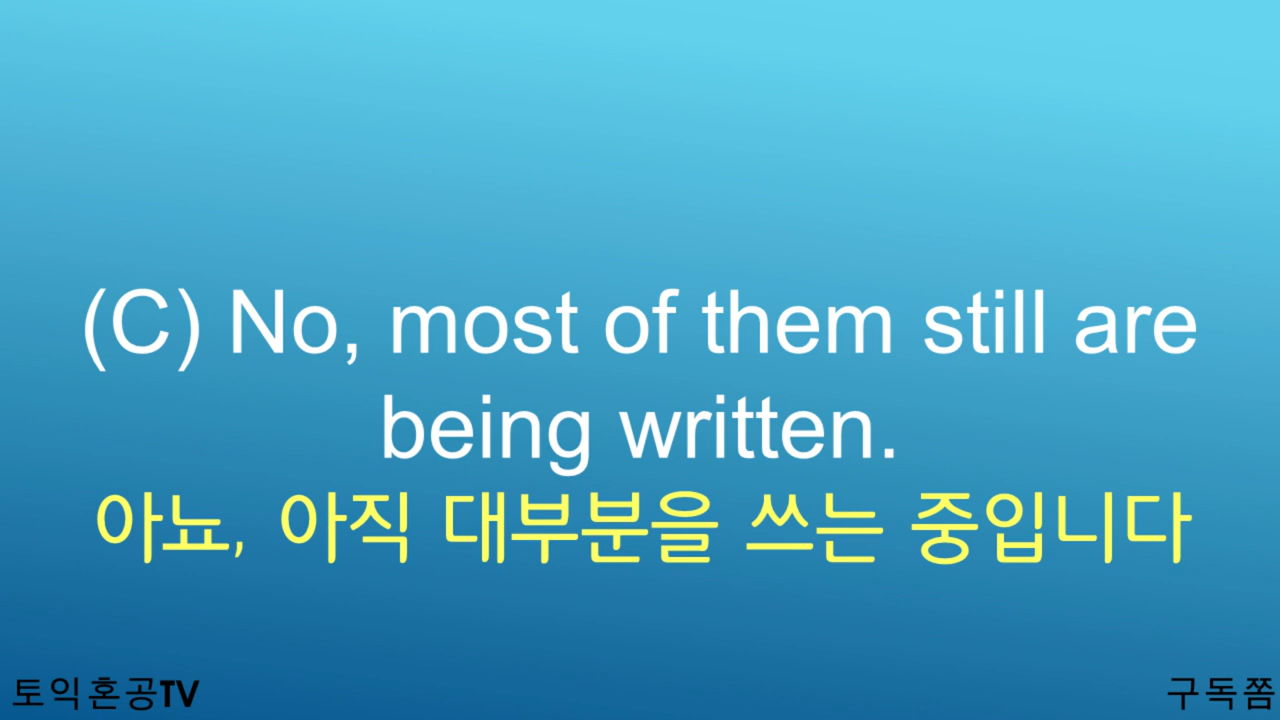 (C) No, most of them still are
being written.
아뇨, 아직 대부분을 쓰는 중입니다
토익혼공TV
구독쫌